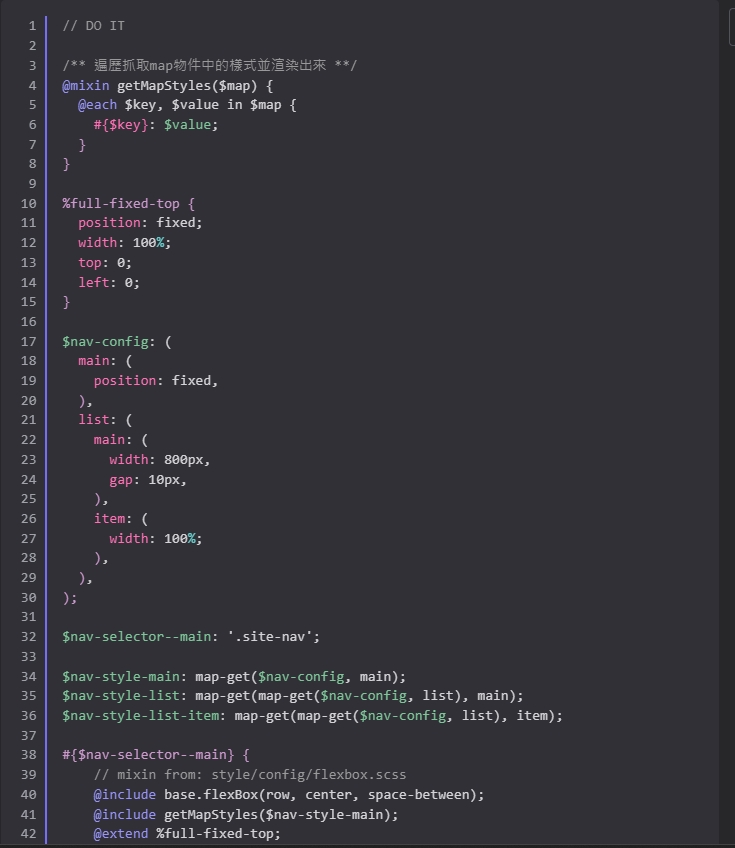 1 // DO IT
2
3 /** 遍歷抓取map物件中的樣式並渲染出來 **/
4 @mixin getMapStyles($map) {
5   @each $key, $value in $map {
6     #{$key}: $value;
7   }
8 }
9
10 %full-fixed-top {
11   position: fixed;
12   width: 100%;
13   top: 0;
14   left: 0;
15 }
16
17 $nav-config: (
18   main: (
19     position: fixed,
20   ),
21   list: (
22     main: (
23       width: 800px,
24       gap: 10px,
25     ),
26     item: (
27       width: 100%;
28     ),
29   ),
30 );
31
32 $nav-selector--main: '.site-nav';
33
34 $nav-style-main: map-get($nav-config, main);
35 $nav-style-list: map-get(map-get($nav-config, list), main);
36 $nav-style-list-item: map-get(map-get($nav-config, list), item);
37
38 #{$nav-selector--main} {
39     // mixin from: style/config/flexbox.scss
40     @include base.flexBox(row, center, space-between);
41     @include getMapStyles($nav-style-main);
42     @extend %full-fixed-top;